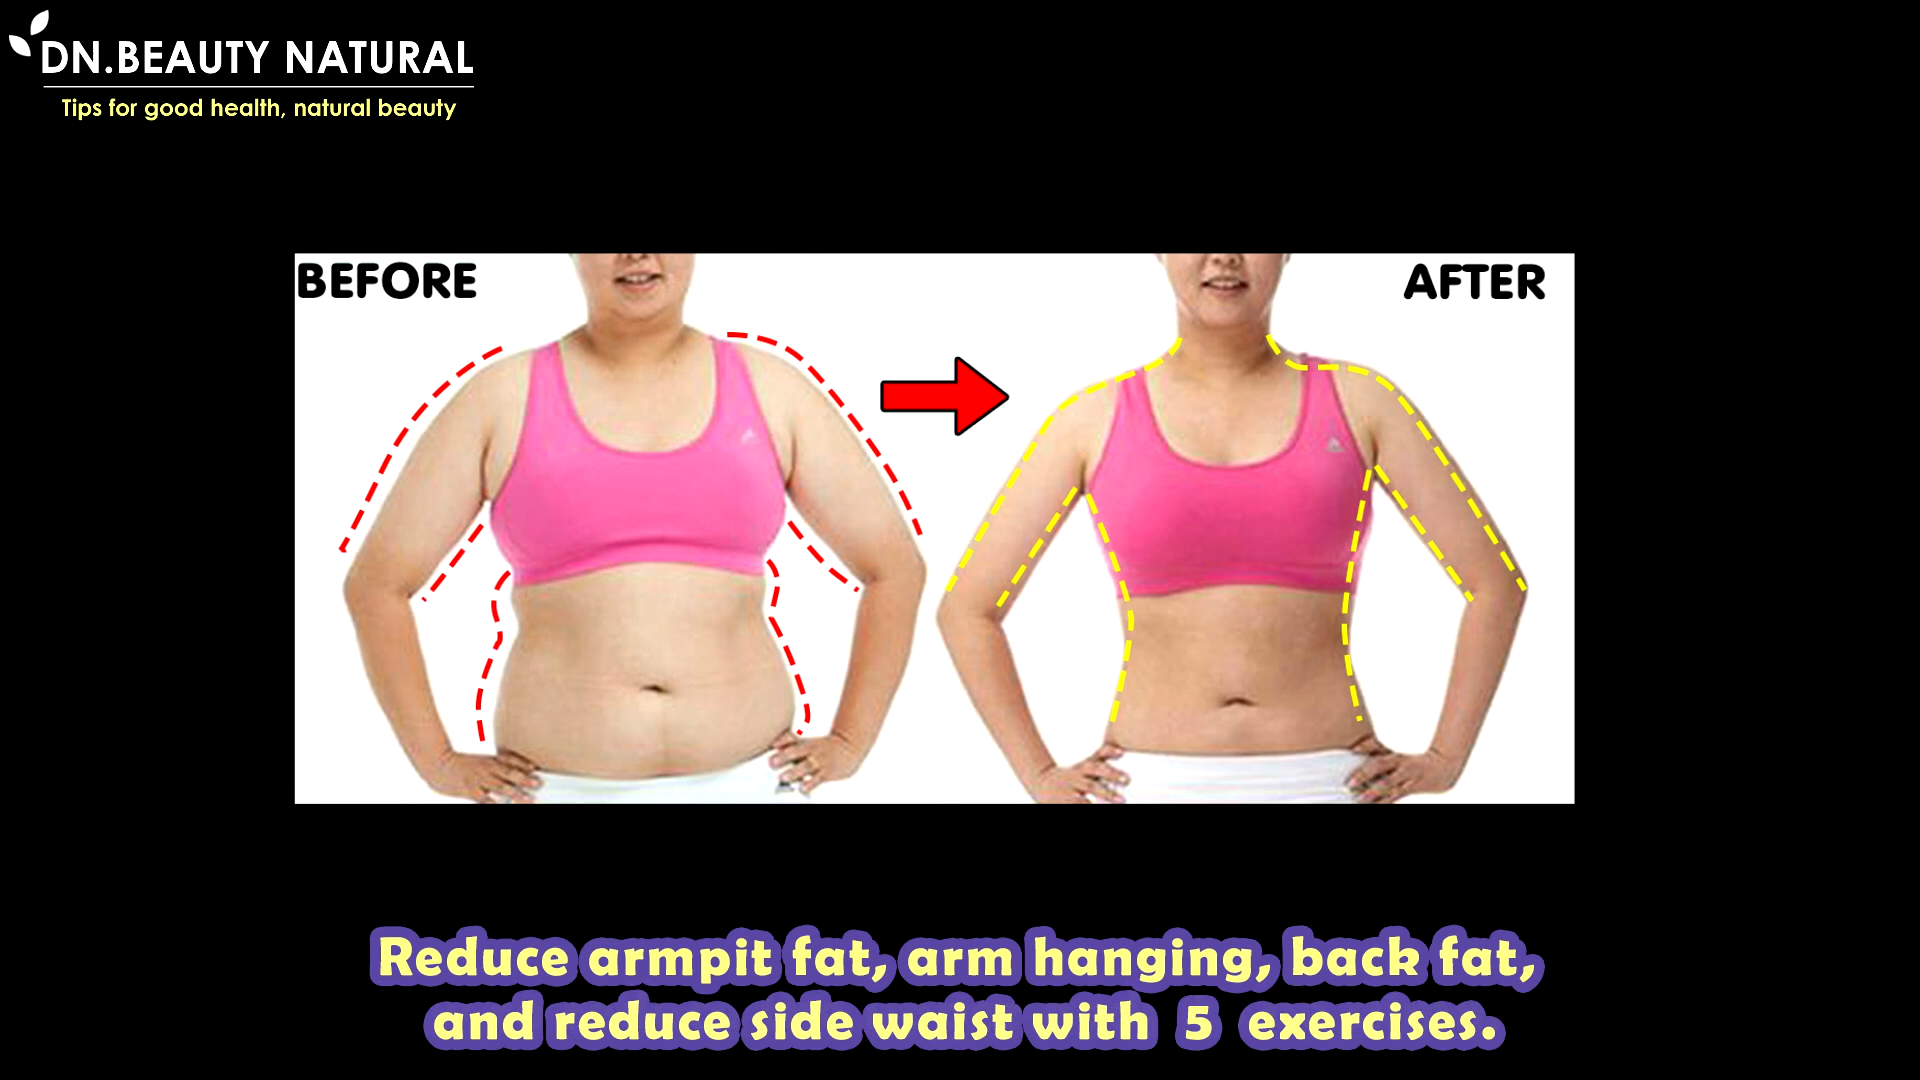 DN.BEAUTY NATURAL
Tips for good health, natural beauty
BEFORE
AFTER
Reduce armpit fat, arm hanging, back fat,
and reduce side waist with 5 exercises.